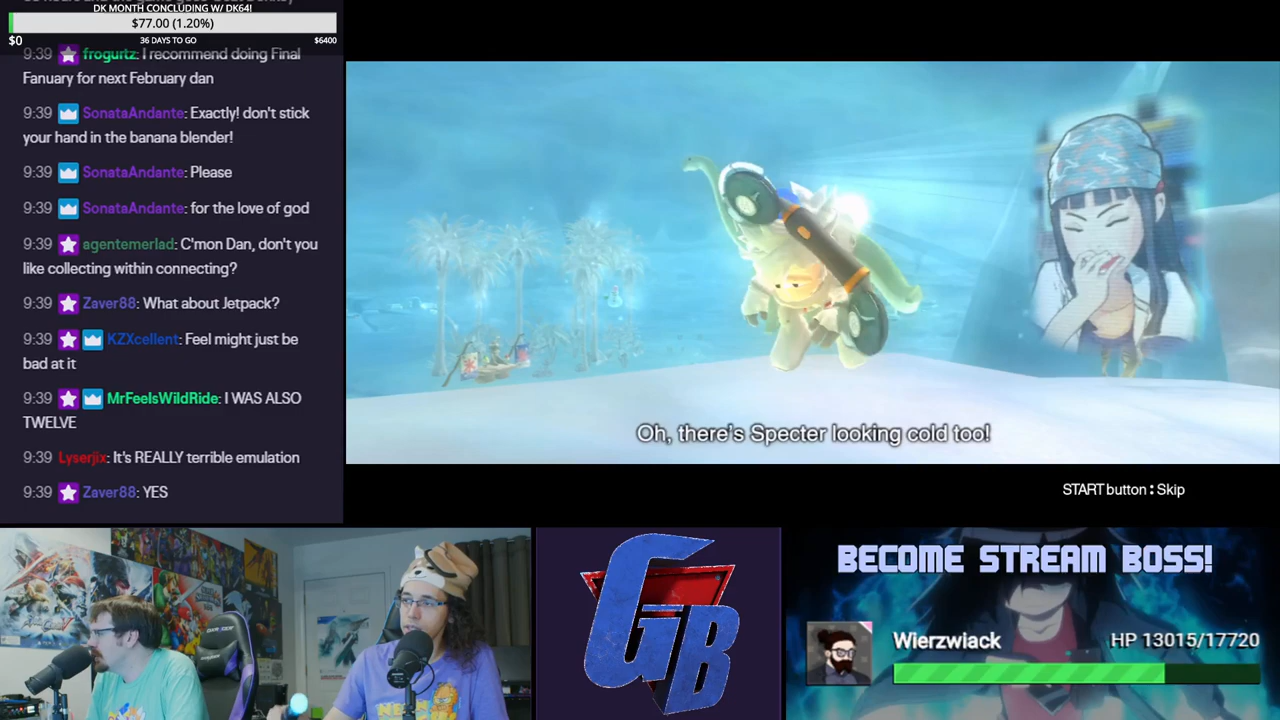 DK MONTH CONCLUDING W/ DK64!
$77.00 (1.20%)
$0
36 DAYS TO GO
$6400
9:39 frogurtz: I recommend doing Final
Fanuary for next February dan
9:39 SonataAndante: Exactly! don't stick
your hand in the banana blender!
9:39 SonataAndante: Please
9:39 SonataAndante: for the love of god
9:39 agentemerlad: C'mon Dan, don't you
like collecting within connecting?
9:39 Zaver88: What about Jetpack?
9:39 KZXcellent: Feel might just be
bad at it
9:39 MrFeelsWildRide: I WAS ALSO
TWELVE
9:39 Lyserjix: It's REALLY terrible emulation
9:39 Zaver88: YES
Oh, there's Specter looking cold too!
START button : Skip
GB
BECOME STREAM BOSS!
Wierzwiack
HP 13015/17720